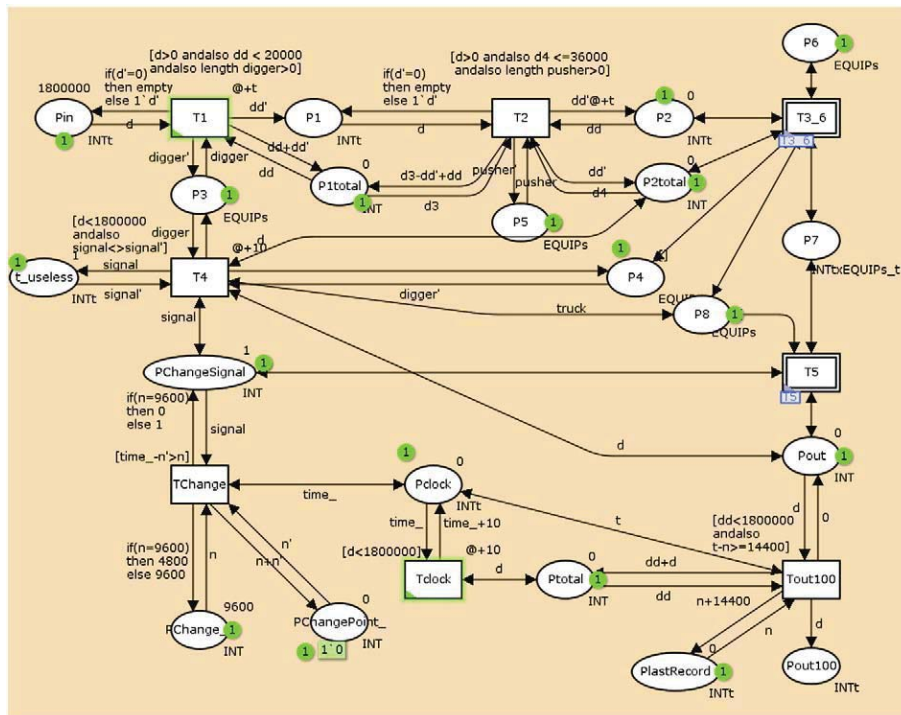 [d>0 andalso dd < 20000
andalso length digger>0]
[d>0 andalso d4 <=36000
andalso length pusher>0]
P6
1
EQUIPs
1800000
if(d'=0)
then empty
else 1`d'
@+t
dd'
if(d'=0)
then empty
else 1`d'
dd'@+t
1
0
Pin
T1
P1
T2
P2
T3_6
d
d
dd
1
INTt
INTt
INTt
T3_6
digger'
digger
dd+dd'
dd
0
P1total
1
INT
d3-dd'+dd
d3
pusher'
pusher
dd'
d4
0
P2total
1
INT
P3
1
EQUIPs
P5
1
EQUIPs
P7
INTtxEQUIPs_t
[d<1800000
andalso
signal<>signal']
digger
d
@+10
1
1
t_useless
INTt
signal
signal'
T4
1
P4
digger'
truck
P8
1
EQUIPs
signal
1
PChangeSignal
1
INT
T5
T5
if(n=9600)
then 0
else 1
signal
d
0
Pout
1
INT
[time_-n'>n]
TChange
time_
1
0
Pclock
INTt
time_
time_+10
t
d
0
[dd<1800000
andalso
t-n>=14400]
if(n=9600)
then 4800
else 9600
n
n'
n+n'
[d<1800000]
@+10
Tclock
d
0
Ptotal
1
INT
dd+d
dd
Tout100
9600
PChange_
1
INT
0
PChangePoint_
INT
1
1`0
n+14400
n
d
0
PlastRecord
1
INTt
Pout100
INTt